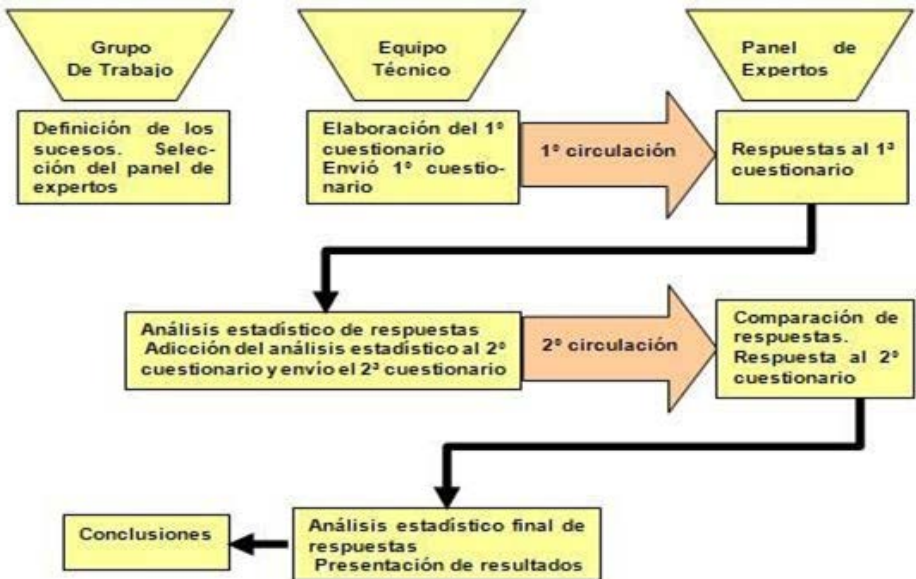 Grupo
De Trabajo
Equipo
Técnico
Panel de
Expertos
Definición de los
sucesos. Selec-
ción del panel de
expertos
Elaboración del 1º
cuestionario
Envió 1º cuestio-
nario
1º circulación
Respuestas al 1ª
cuestionario
Análisis estadístico de respuestas
Adicción del análisis estadístico al 2º
cuestionario y envío el 2ª cuestionario
2º circulación
Comparación de
respuestas.
Respuesta al 2º
cuestionario
Conclusiones
Análisis estadístico final de
respuestas
Presentación de resultados